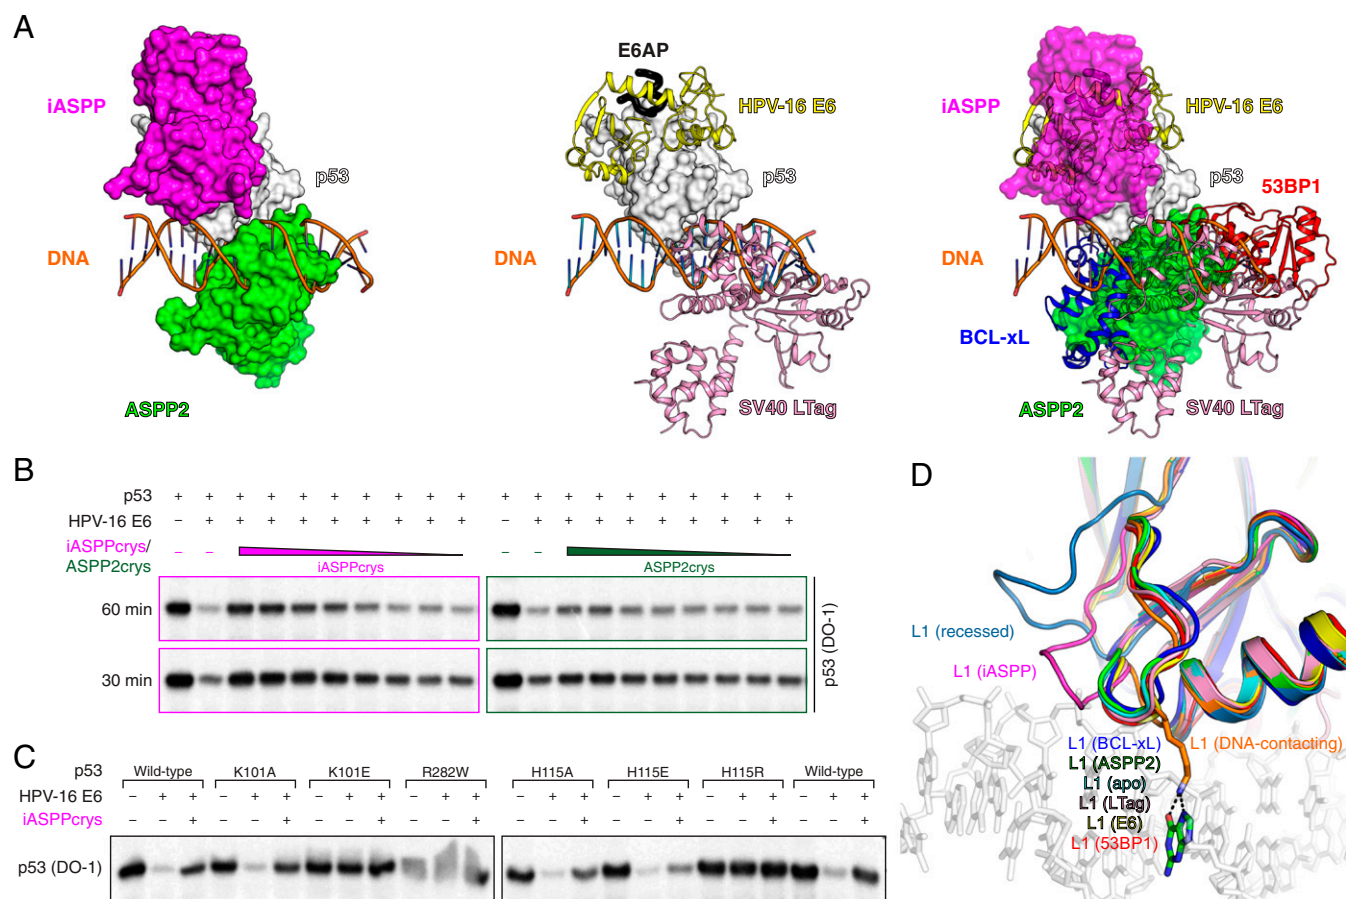 A
iASPP
p53
DNA
ASPP2
E6AP
HPV-16 E6
p53
DNA
SV40 LTag
iASPP
HPV-16 E6
p53
53BP1
DNA
BCL-xL
ASPP2
SV40 LTag
B
p53 + + + + + + + + + + + + + + + + + + + +
HPV-16 E6 – + + + + + + + + + – + + + + + + + + +
iASPPcrys/
ASPP2crys
– – – –
iASPPcrys ASPP2crys
60 min
30 min
p53 (DO-1)
C
p53 Wild-type K101A K101E R282W H115A H115E H115R Wild-type
HPV-16 E6 – + + – + + – + + – + + – + + – + + – + + – + +
iASPPcrys – – + – – + – – + – – + – – + – – + – – + – – +
p53 (DO-1)
D
L1 (recessed)
L1 (iASPP)
L1 (BCL-xL) L1 (DNA-contacting)
L1 (ASPP2)
L1 (apo)
L1 (LTag)
L1 (E6)
L1 (53BP1)